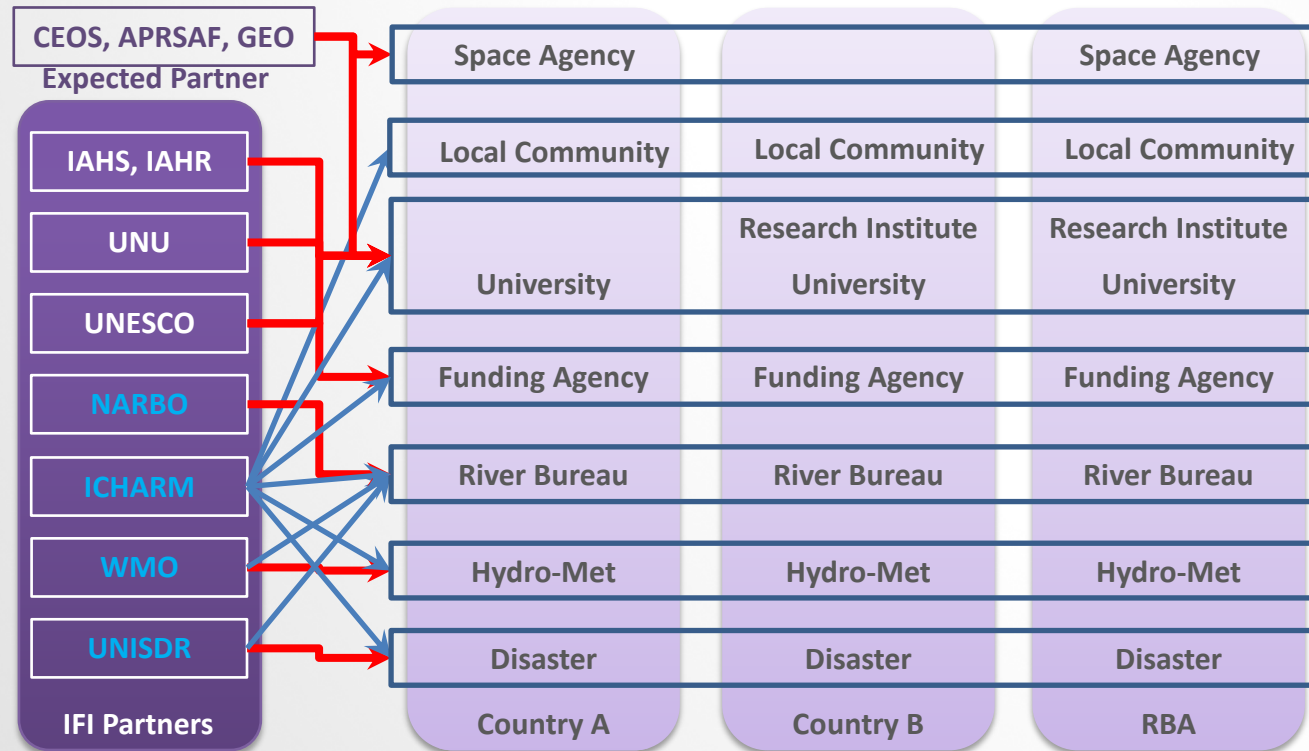 CEOS, APRSAF, GEO
Expected Partner
IAHS, IAHR
UNU
UNESCO
NARBO
ICHARM
WMO
UNISDR
IFI Partners
Space Agency
Local Community
University
Funding Agency
River Bureau
Hydro-Met
Disaster
Country A
Local Community
Research Institute
University
Funding Agency
River Bureau
Hydro-Met
Disaster
Country B
Space Agency
Local Community
Research Institute
University
Funding Agency
River Bureau
Hydro-Met
Disaster
RBA